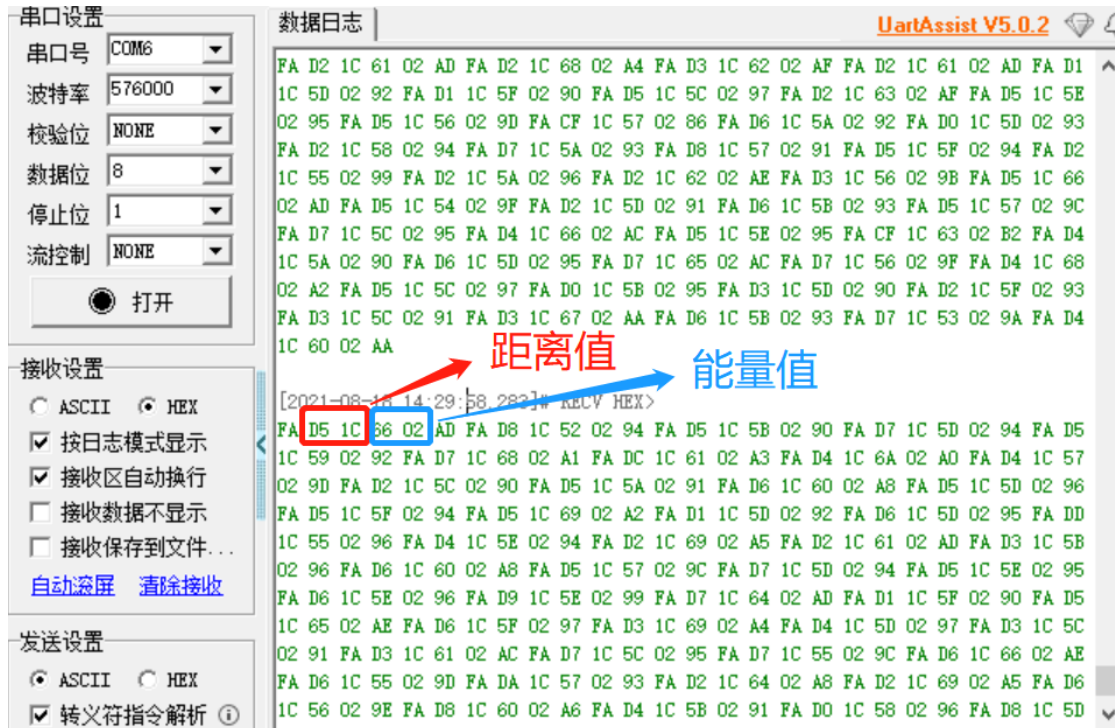 串口设置
串口号 COM6
波特率 576000
校验位 NONE
数据位 8
停止位 1
流控制 NONE
打开
接收设置
ASCII HEX
按日志模式显示
接收区自动换行
接收数据不显示
接收保存到文件...
自动滚屏 清除接收
发送设置
ASCII HEX
转义符指令解析
数据日志 UartAssist V5.0.2
FA D2 1C 61 02 AD FA D2 1C 68 02 A4 FA D3 1C 62 02 AF FA D2 1C 61 02 AD FA D1
1C 5D 02 92 FA D1 1C 5F 02 90 FA D5 1C 5C 02 97 FA D2 1C 63 02 AF FA D5 1C 5E
02 95 FA D5 1C 56 02 9D FA CF 1C 57 02 86 FA D6 1C 5A 02 92 FA D0 1C 5D 02 93
FA D2 1C 58 02 94 FA D7 1C 5A 02 93 FA D8 1C 57 02 91 FA D5 1C 5F 02 94 FA D2
1C 55 02 99 FA D2 1C 5A 02 96 FA D2 1C 62 02 AE FA D3 1C 56 02 9B FA D5 1C 66
02 AD FA D5 1C 54 02 9F FA D2 1C 5D 02 91 FA D6 1C 5B 02 93 FA D5 1C 57 02 9C
FA D7 1C 5C 02 95 FA D4 1C 66 02 AC FA D5 1C 5E 02 95 FA CF 1C 63 02 B2 FA D4
1C 5A 02 90 FA D6 1C 5D 02 95 FA D7 1C 65 02 AC FA D7 1C 56 02 9F FA D4 1C 68
02 A2 FA D5 1C 5C 02 97 FA D0 1C 5B 02 95 FA D3 1C 5D 02 90 FA D2 1C 5F 02 93
FA D3 1C 5C 02 91 FA D3 1C 67 02 AA FA D6 1C 5B 02 93 FA D7 1C 53 02 9A FA D4
1C 60 02 AA
距离值 能量值
[2021-08-18 14:29:58.283]# RECV HEX>
FA D5 1C 66 02 AD FA D8 1C 52 02 94 FA D5 1C 5B 02 90 FA D7 1C 5D 02 94 FA D5
1C 59 02 92 FA D7 1C 68 02 A1 FA DC 1C 61 02 A3 FA D4 1C 6A 02 A0 FA D4 1C 57
02 9D FA D2 1C 5C 02 90 FA D5 1C 5A 02 91 FA D6 1C 60 02 A8 FA D5 1C 5D 02 96
FA D5 1C 5F 02 94 FA D5 1C 69 02 A2 FA D1 1C 5D 02 92 FA D6 1C 5D 02 95 FA DD
1C 55 02 96 FA D4 1C 5E 02 94 FA D2 1C 69 02 A5 FA D2 1C 61 02 AD FA D3 1C 5B
02 96 FA D6 1C 60 02 A8 FA D5 1C 57 02 9C FA D7 1C 5D 02 94 FA D5 1C 5E 02 95
FA D6 1C 5E 02 96 FA D9 1C 5E 02 99 FA D7 1C 64 02 AD FA D1 1C 5F 02 90 FA D5
1C 65 02 AE FA D6 1C 5F 02 97 FA D3 1C 69 02 A4 FA D4 1C 5D 02 97 FA D3 1C 5C
02 91 FA D3 1C 61 02 AC FA D7 1C 5C 02 95 FA D7 1C 55 02 9C FA D6 1C 66 02 AE
FA D6 1C 55 02 9D FA DA 1C 57 02 93 FA D2 1C 64 02 A8 FA D2 1C 69 02 A5 FA D6
1C 56 02 9E FA D8 1C 60 02 A6 FA D4 1C 5B 02 91 FA D0 1C 58 02 96 FA D8 1C 5D